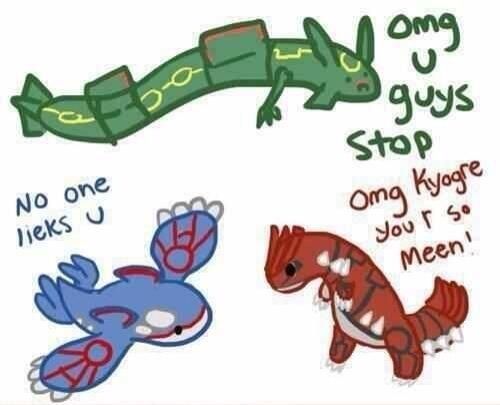 omg
u
guys
stop
No one
lieks u
Omg Kyogre
You r so
Meen!